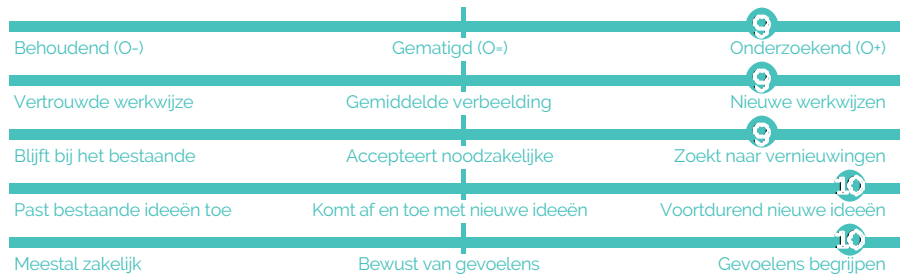 9
Behoudend (O-) Gematigd (O=) Onderzoekend (O+)
9
Vertrouwde werkwijze Gemiddelde verbeelding Nieuwe werkwijzen
9
Blijft bij het bestaande Accepteert noodzakelijke Zoekt naar vernieuwingen
10
Past bestaande ideeën toe Komt af en toe met nieuwe ideeën Voortdurend nieuwe ideeën
10
Meestal zakelijk Bewust van gevoelens Gevoelens begrijpen